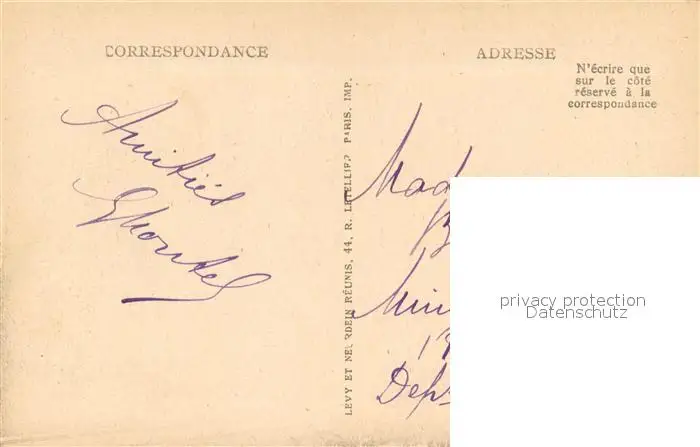 CORRESPONDANCE
ADRESSE
N'écrire que
sur le côté
réservé à la
correspondance
Amitiés
LEVY ET NEURDEIN RÉUNIS, 44, R. LETELLIER PARIS. IMP.
Mad
privacy protection
Datenschutz